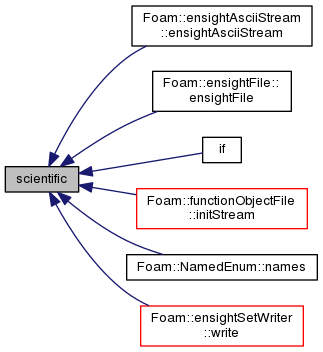 Foam::ensightAsciiStream
::ensightAsciiStream
Foam::ensightFile::
ensightFile
if
scientific
Foam::functionObjectFile
::initStream
Foam::NamedEnum::names
Foam::ensightSetWriter
::write